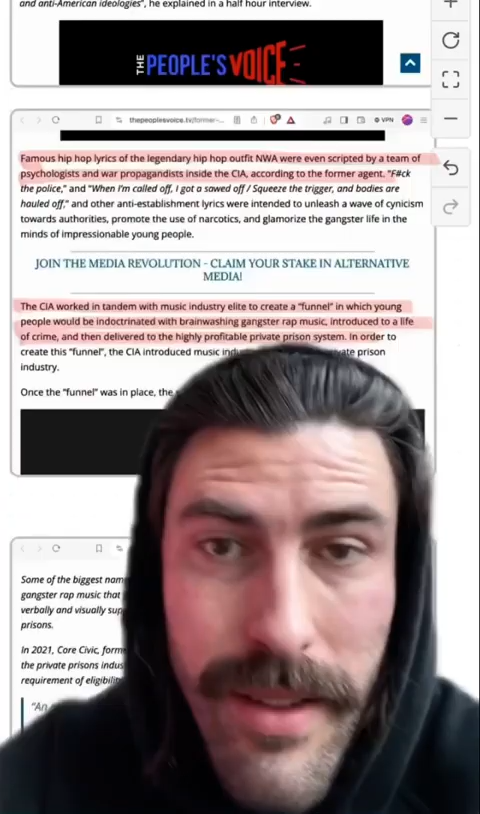 and anti-American ideologies", he explained in a half hour interview.
THE PEOPLE'S VOICE
thepeoplesvoice.tv/former-...
VPN
Famous hip hop lyrics of the legendary hip hop outfit NWA were even scripted by a team of
psychologists and war propagandists inside the CIA, according to the former agent. "F#ck
the police," and "When I'm called off, I got a sawed off / Squeeze the trigger, and bodies are
hauled off," and other anti-establishment lyrics were intended to unleash a wave of cynicism
towards authorities, promote the use of narcotics, and glamorize the gangster life in the
minds of impressionable young people.
JOIN THE MEDIA REVOLUTION - CLAIM YOUR STAKE IN ALTERNATIVE
MEDIA!
The CIA worked in tandem with music industry elite to create a "funnel" in which young
people would be indoctrinated with brainwashing gangster rap music, introduced to a life
of crime, and then delivered to the highly profitable private prison system. In order to
create this "funnel", the CIA introduced music prison
industry.
Once the "funnel" was in place, the
Some of the biggest
gangster rap music that
verbally and visually
prisons.
In 2021, Core Civic,
the private prisons
requirement of